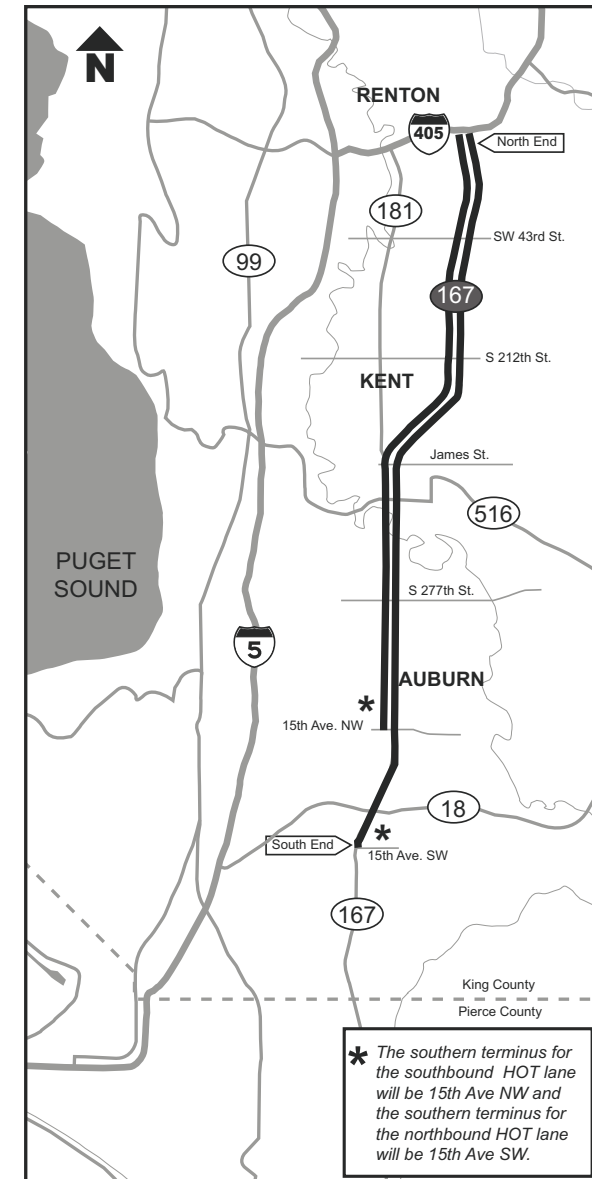 N
RENTON
405
North End
181
SW 43rd St.
99
167
S 212th St.
KENT
James St.
516
PUGET
SOUND
S 277th St.
5
AUBURN
*
15th Ave. NW
18
South End
*
15th Ave. SW
167
King County
Pierce County
* The southern terminus for
the southbound HOT lane
will be 15th Ave NW and
the southern terminus for
the northbound HOT lane
will be 15th Ave SW.